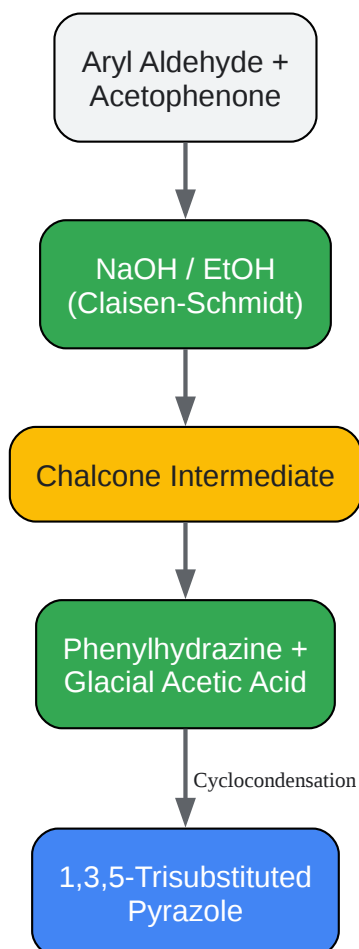 Aryl Aldehyde +
Acetophenone
NaOH / EtOH
(Claisen-Schmidt)
Chalcone Intermediate
Phenylhydrazine +
Glacial Acetic Acid
Cyclocondensation
1,3,5-Trisubstituted
Pyrazole